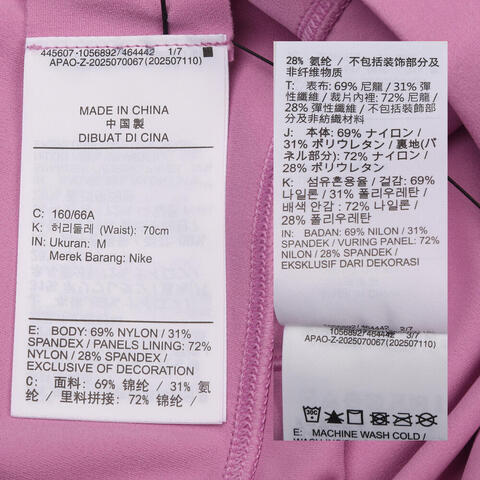 445607-1056892/464442 1/7
APAO-Z-2025070067(202507110)
MADE IN CHINA
中国製
DIBUAT DI CINA
C: 160/66A
K: 허리둘레 (Waist): 70cm
IN: Ukuran: M
Merek Barang: Nike
E: BODY: 69% NYLON / 31%
SPANDEX / PANELS LINING: 72%
NYLON / 28% SPANDEX /
EXCLUSIVE OF DECORATION
C: 面料: 69% 锦纶 / 31% 氨
纶 / 里料拼接: 72% 锦纶 /
28% 氨纶 / 不包括装饰部分及
非纤维物质
T: 表布: 69% 尼龍 / 31% 彈
性纖維 / 裁片內裡: 72% 尼龍 /
28% 彈性纖維 / 不包括裝飾部
分及非紡織材料
J: 本体: 69% ナイロン /
31% ポリウレタン / 裏地(パ
ネル部分): 72% ナイロン /
28% ポリウレタン
K: 섬유혼용율 / 겉감: 69%
나일론 / 31% 폴리우레탄 /
배색 안감 : 72% 나일론 /
28% 폴리우레탄
IN: BADAN: 69% NILON / 31%
SPANDEK / VURING PANEL: 72%
NILON / 28% SPANDEK /
EKSKLUSIF DARI DEKORASI
1056892/464442 2/7
APAO-Z-2025070067(202507110)
E: MACHINE WASH COLD /